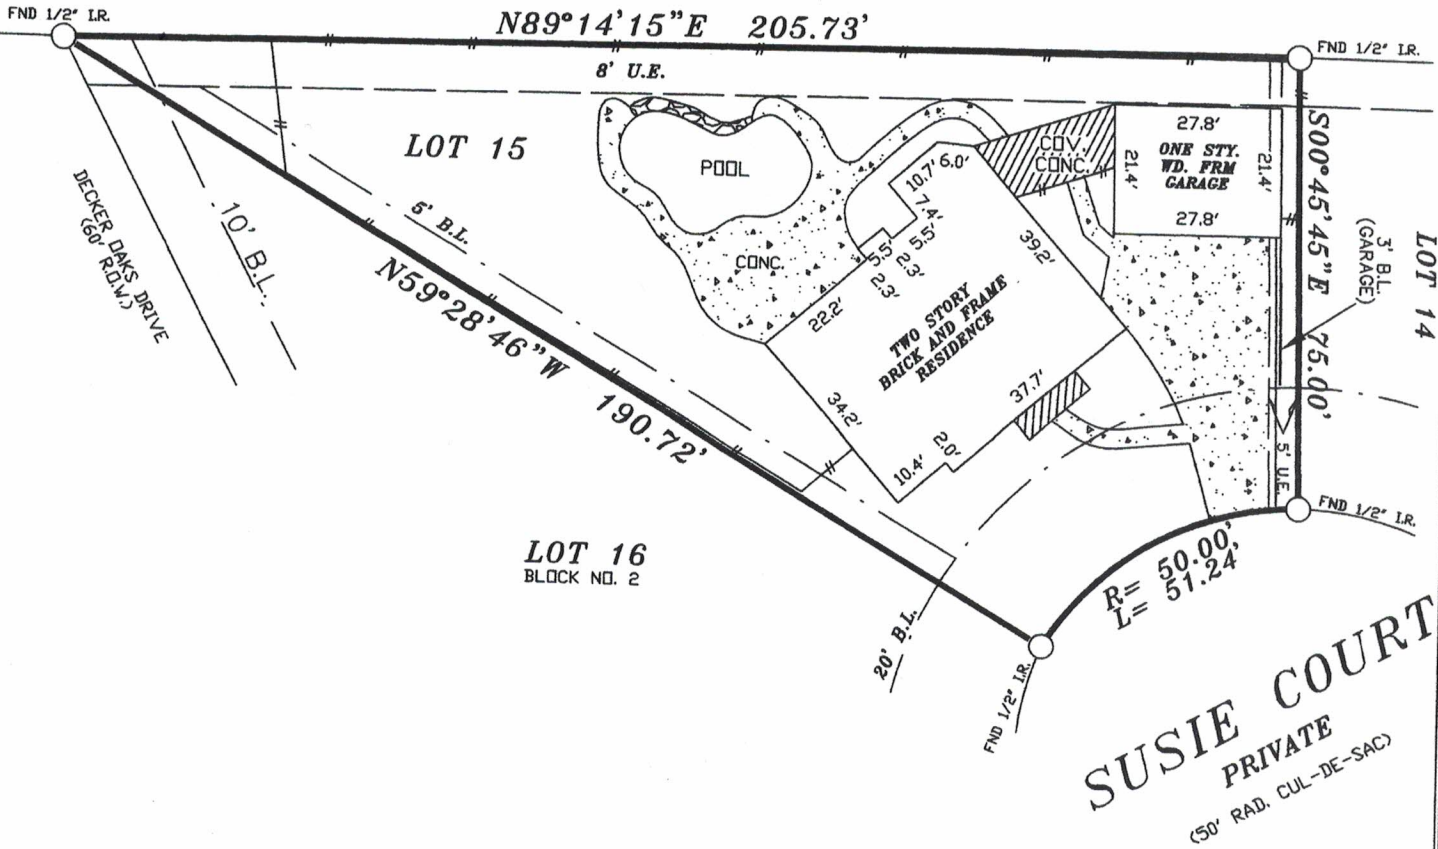 FND 1/2" I.R.
N89°14'15"E 205.73'
FND 1/2" I.R.
8' U.E.
LOT 15
POOL
CONC.
COV.
CONC.
27.8'
ONE STY.
WD. FRM
GARAGE
21.4'
21.4'
27.8'
S00°45'45"E 75.00'
3' B.L.
(GARAGE)
LOT 14
DECKER OAKS DRIVE
(60' R.O.W.)
10' B.L.
5' B.L.
N59°28'46"W 190.72'
10.7'
6.0'
7.4'
5.5'
2.3'
5.5'
2.3'
39.2'
22.2'
TWO STORY
BRICK AND FRAME
RESIDENCE
34.2'
37.7'
2.0'
10.4'
5' U.E.
FND 1/2" I.R.
LOT 16
BLOCK NO. 2
20' B.L.
R= 50.00'
L= 51.24'
FND 1/2" I.R.
SUSIE COURT
PRIVATE
(50' RAD. CUL-DE-SAC)